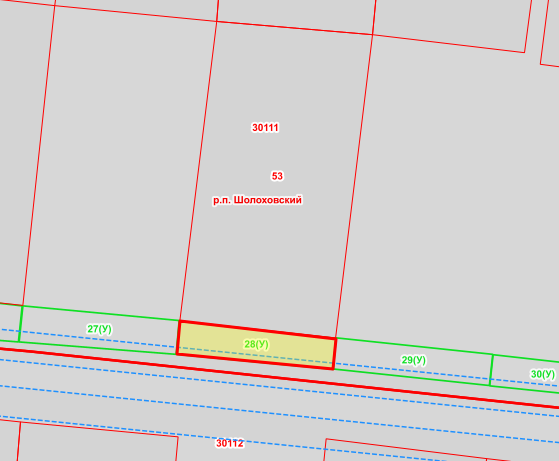 30111
53
р.п. Шолоховский
27(У)
28(У)
29(У)
30(У)
30112